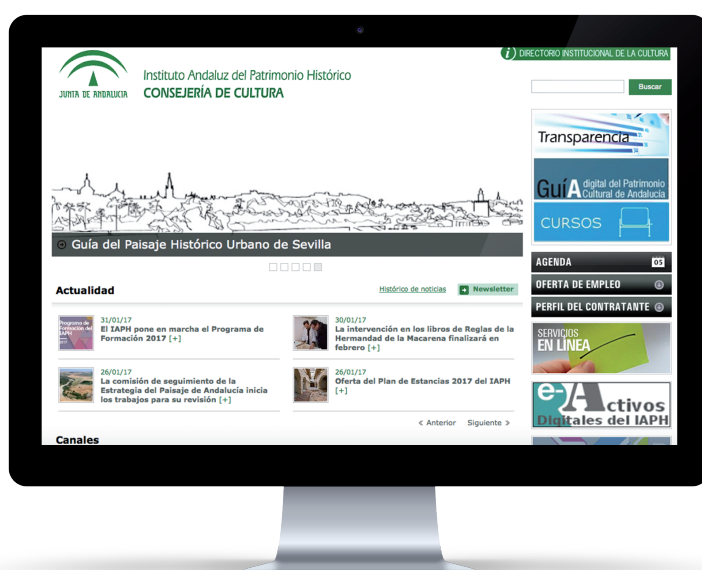 DIRECTORIO INSTITUCIONAL DE LA CULTURA
JUNTA DE ANDALUCIA
Instituto Andaluz del Patrimonio Histórico
CONSEJERÍA DE CULTURA
Buscar
Transparencia
GuíA digital del Patrimonio
Cultural de Andalucía
CURSOS
Guía del Paisaje Histórico Urbano de Sevilla
AGENDA 05
OFERTA DE EMPLEO
PERFIL DEL CONTRATANTE
SERVICIOS
EN LÍNEA
e-Activos
Digitales del IAPH
Actualidad
Histórico de noticias
Newsletter
Programa de
Formación del
IAPH
31/01/17
El IAPH pone en marcha el Programa de
Formación 2017 [+]
30/01/17
La intervención en los libros de Reglas de la
Hermandad de la Macarena finalizará en
febrero [+]
26/01/17
La comisión de seguimiento de la
Estrategia del Paisaje de Andalucía inicia
los trabajos para su revisión [+]
26/01/17
Oferta del Plan de Estancias 2017 del IAPH
[+]
« Anterior Siguiente »
Canales